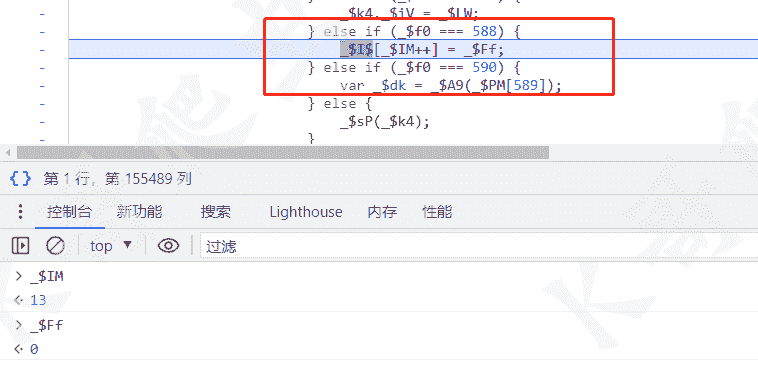 _$k4._$iV = _$LW;
} else if (_$f0 === 588) {
_$I$[_$IM++] = _$Ff;
} else if (_$f0 === 590) {
var _$dk = _$A9(_$PM[589]);
} else {
_$sP(_$k4);
}
{} 第 1 行，第 155489 列
控制台 新功能 搜索 Lighthouse 内存 性能
top ▼ 过滤
> _$IM
13
> _$Ff
0